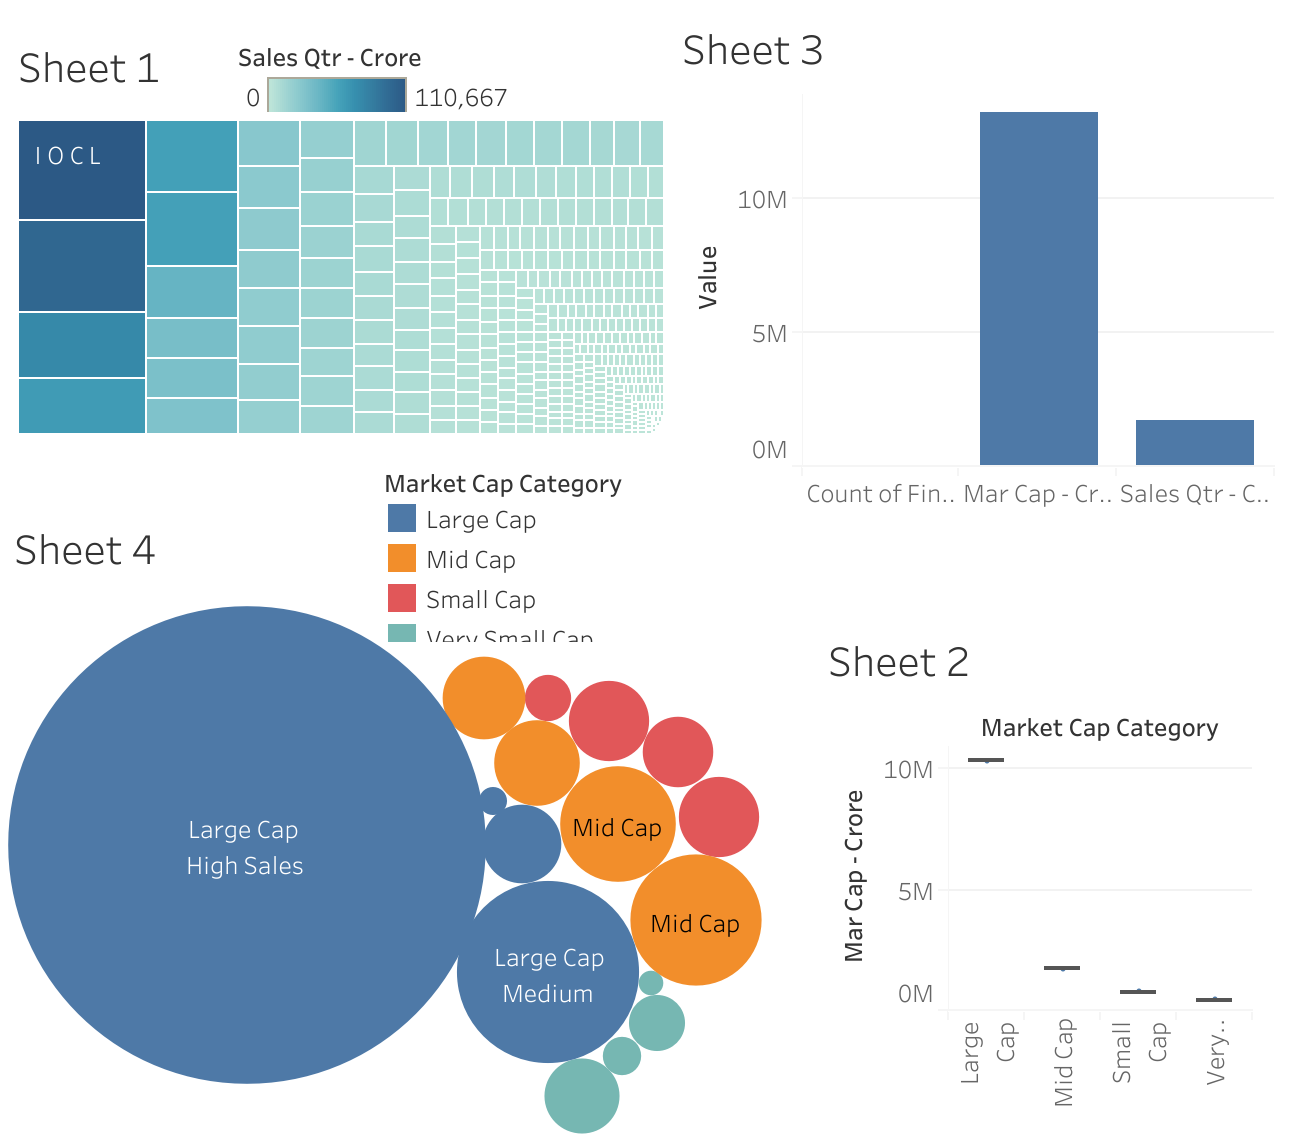 Sheet 1
Sales Qtr - Crore
0
110,667
IOCL
Sheet 3
Value
10M
5M
0M
Count of Fin..
Mar Cap - Cr..
Sales Qtr - C..
Sheet 4
Market Cap Category
Large Cap
Mid Cap
Small Cap
Very Small Cap
Large Cap
High Sales
Mid Cap
Mid Cap
Large Cap
Medium
Sheet 2
Market Cap Category
Mar Cap - Crore
10M
5M
0M
Large
Cap
Mid Cap
Small
Cap
Very..